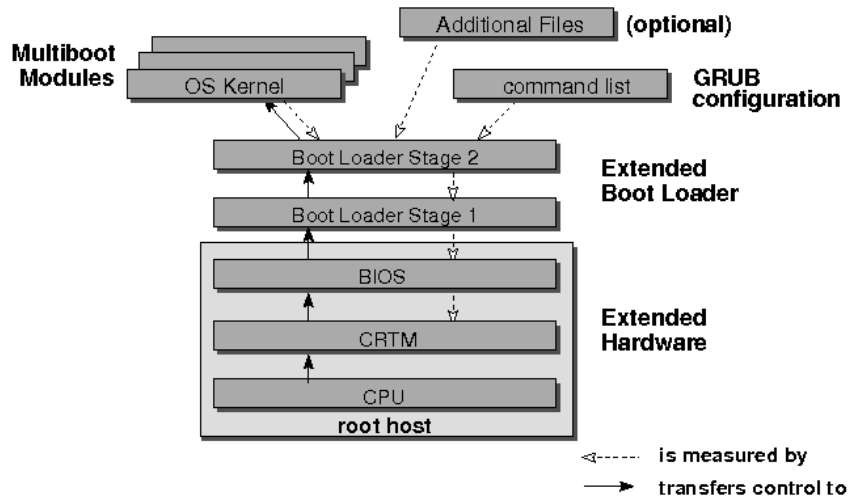 Additional Files (optional)
Multiboot
Modules
OS Kernel
command list
GRUB
configuration
Boot Loader Stage 2
Extended
Boot Loader
Boot Loader Stage 1
BIOS
Extended
Hardware
CRTM
CPU
root host
is measured by
transfers control to